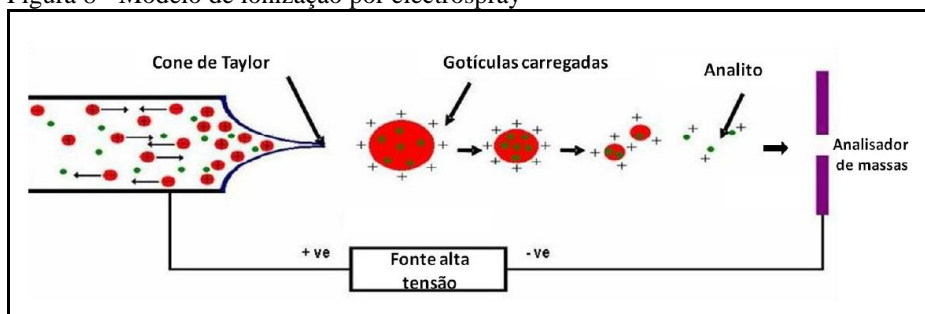 Figura 8 - Modelo de ionização por electrospray
Cone de Taylor
Gotículas carregadas
Analito
Analisador
de massas
+ ve
Fonte alta
tensão
- ve